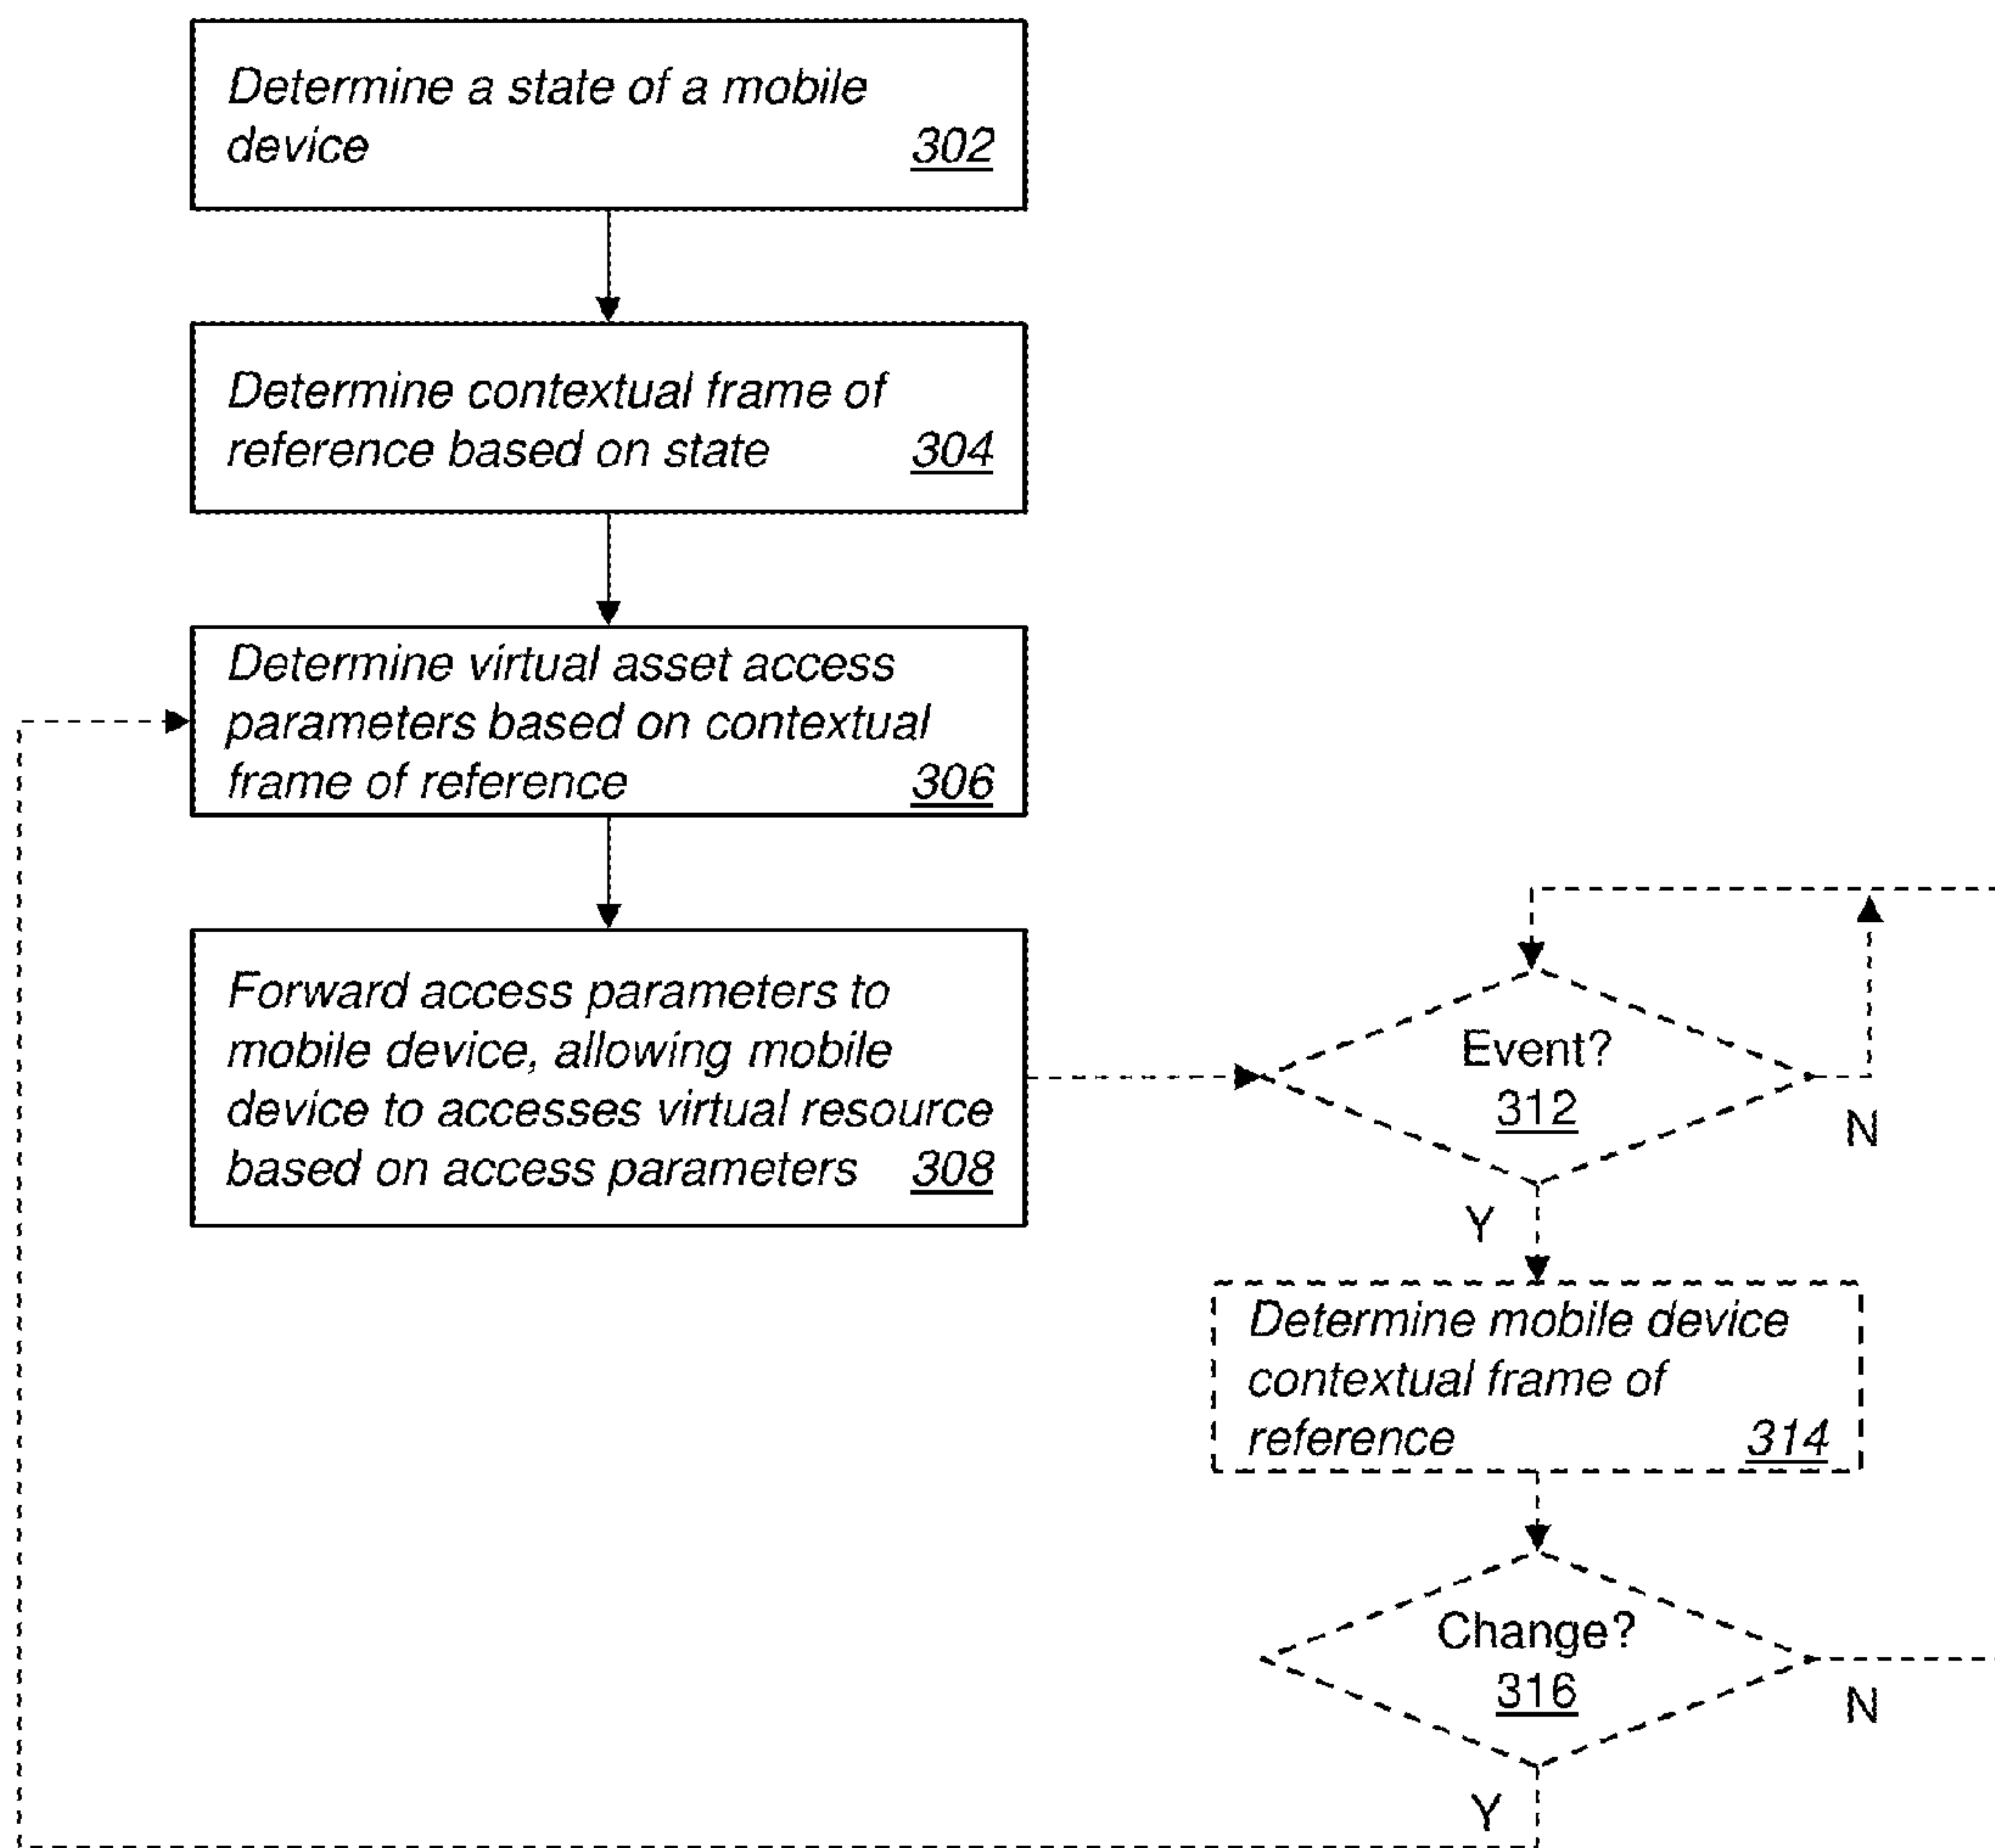 Determine a state of a mobile
device 302
Determine contextual frame of
reference based on state 304
Determine virtual asset access
parameters based on contextual
frame of reference 306
Forward access parameters to
mobile device, allowing mobile
device to accesses virtual resource
based on access parameters 308
Event?
312
N
Y
Determine mobile device
contextual frame of
reference 314
Change?
316
N
Y